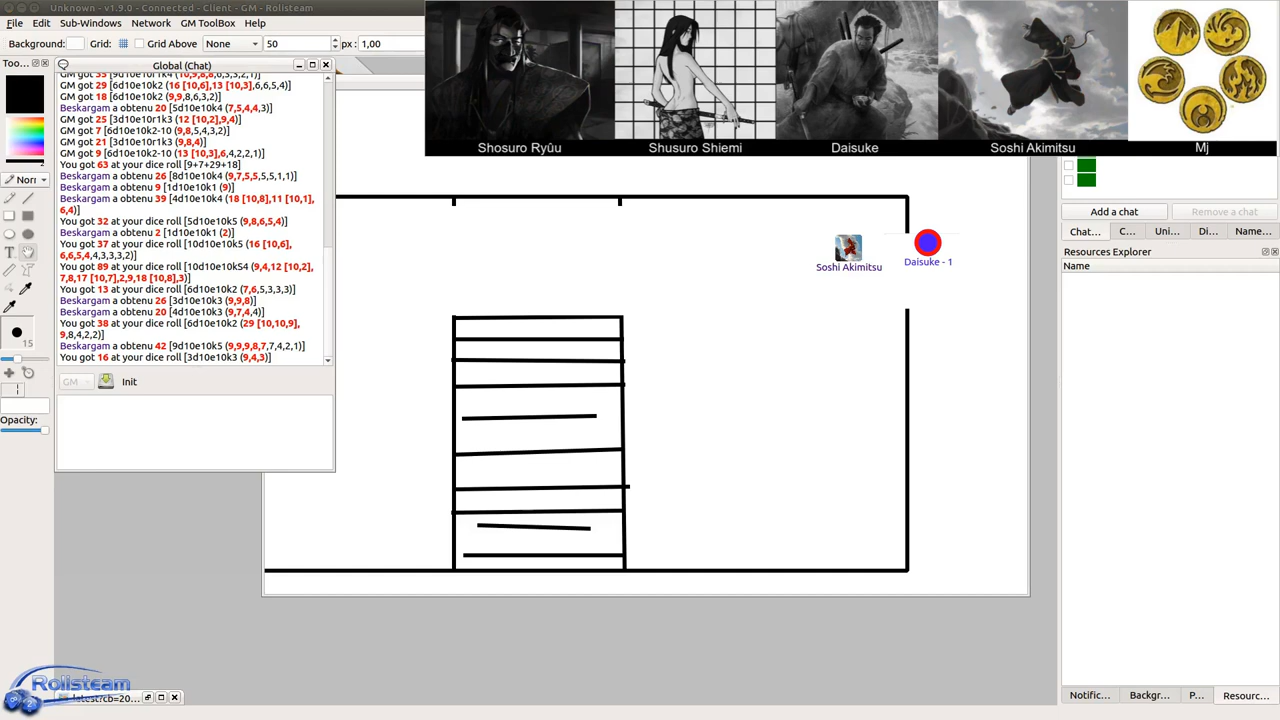 Unknown - v1.9.0 - Connected - Client - GM - Rolisteam
File Edit Sub-Windows Network GM ToolBox Help
Background: Grid: Grid Above None 50 px : 1,00
Too...
Global (Chat)
GM got 29 [6d10e10k2 (16 [10,6],13 [10,3],6,6,5,4)]
GM got 18 [6d10e10k2 (9,9,8,6,3,2)]
Beskargam a obtenu 20 [5d10e10k4 (7,5,4,4,3)]
GM got 25 [3d10e10r1k3 (12 [10,2],9,4)]
GM got 7 [6d10e10k2-10 (9,8,5,4,3,2)]
GM got 21 [3d10e10r1k3 (9,8,4)]
GM got 9 [6d10e10k2-10 (13 [10,3],6,4,2,2,1)]
You got 63 at your dice roll [9+7+29+18]
Beskargam a obtenu 26 [8d10e10k4 (9,7,5,5,5,5,1,1)]
Beskargam a obtenu 9 [1d10e10k1 (9)]
Beskargam a obtenu 39 [4d10e10k4 (18 [10,8],11 [10,1],
6,4)]
You got 32 at your dice roll [5d10e10k5 (9,8,6,5,4)]
Beskargam a obtenu 2 [1d10e10k1 (2)]
You got 37 at your dice roll [10d10e10k5 (16 [10,6],
6,6,5,4,4,3,3,3,2)]
You got 89 at your dice roll [10d10e10kS4 (9,4,12 [10,2],
7,8,17 [10,7],2,9,18 [10,8],3)]
You got 13 at your dice roll [6d10e10k2 (7,6,5,3,3,3)]
Beskargam a obtenu 26 [3d10e10k3 (9,9,8)]
Beskargam a obtenu 20 [4d10e10k3 (9,7,4,4)]
You got 38 at your dice roll [6d10e10k2 (29 [10,10,9],
9,8,4,2,2)]
Beskargam a obtenu 42 [9d10e10k5 (9,9,9,8,7,7,4,2,1)]
You got 16 at your dice roll [3d10e10k3 (9,4,3)]
GM Init
Nor
15
Opacity:
Shosuro Ryûu
Shusuro Shiemi
Daisuke
Soshi Akimitsu
Mj
Soshi Akimitsu
Daisuke - 1
Add a chat Remove a chat
Chat... C... Uni... Di... Name...
Resources Explorer
Name
Notific... Backgr... P... Resourc...
Rolisteam
latest?cb=20...